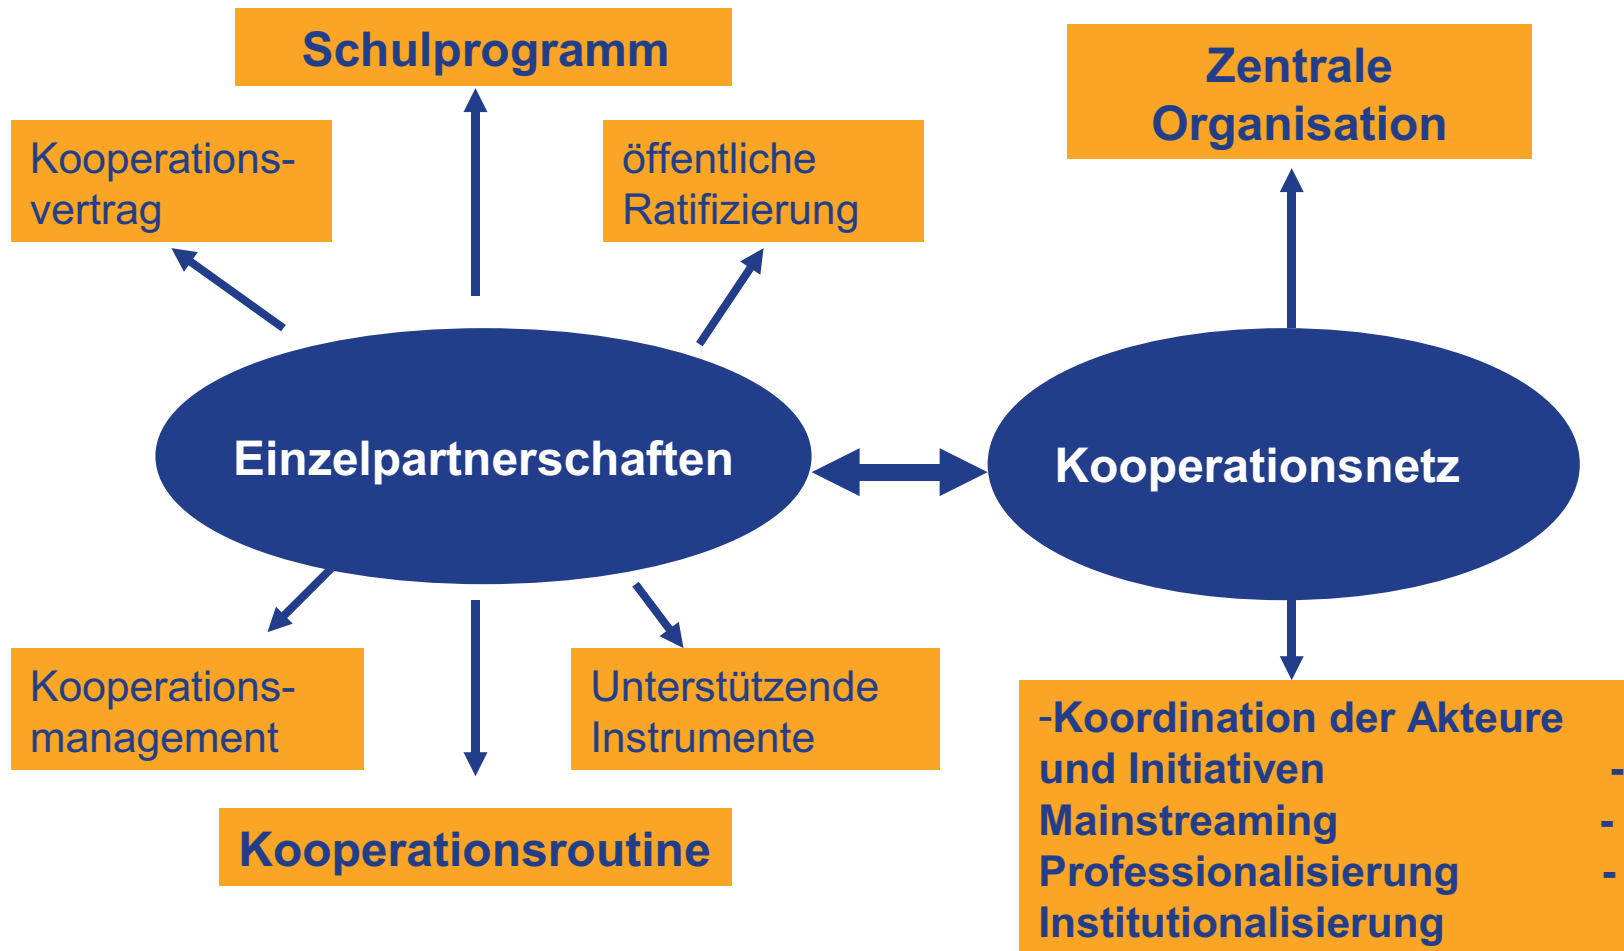 Schulprogramm
Zentrale
Organisation
Kooperations-
vertrag
öffentliche
Ratifizierung
Einzelpartnerschaften
Kooperationsnetz
Kooperations-
management
Unterstützende
Instrumente
Kooperationsroutine
-Koordination der Akteure
und Initiativen -
Mainstreaming -
Professionalisierung -
Institutionalisierung